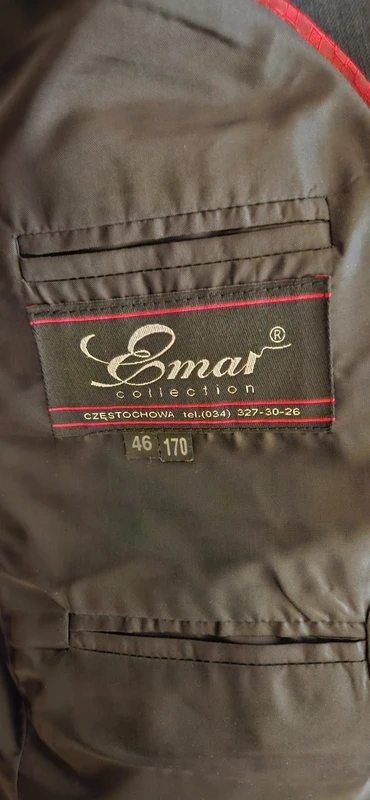 Emar ®
collection
CZĘSTOCHOWA tel.(034) 327-30-26
46 170